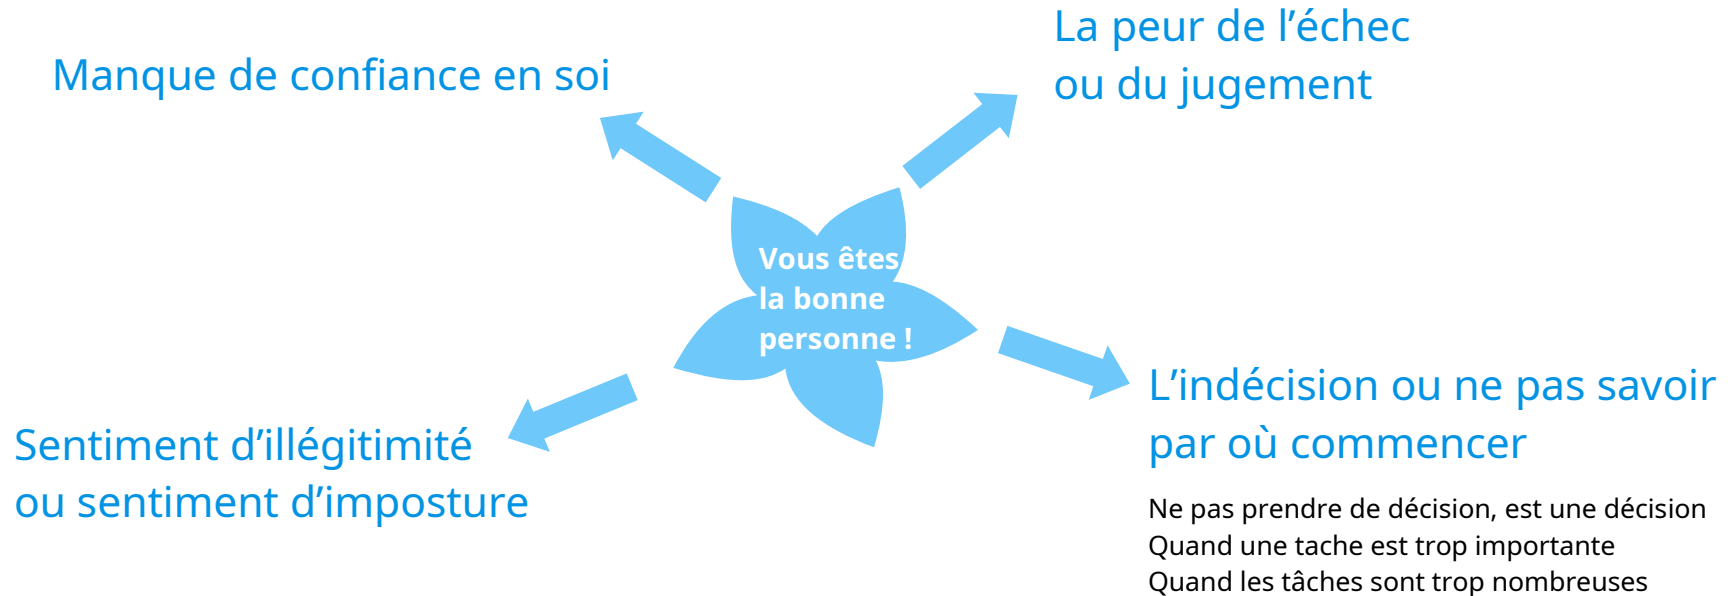 Manque de confiance en soi
La peur de l’échec
ou du jugement
Vous êtes
la bonne
personne !
Sentiment d’illégitimité
ou sentiment d’imposture
L’indécision ou ne pas savoir
par où commencer
Ne pas prendre de décision, est une décision
Quand une tache est trop importante
Quand les tâches sont trop nombreuses